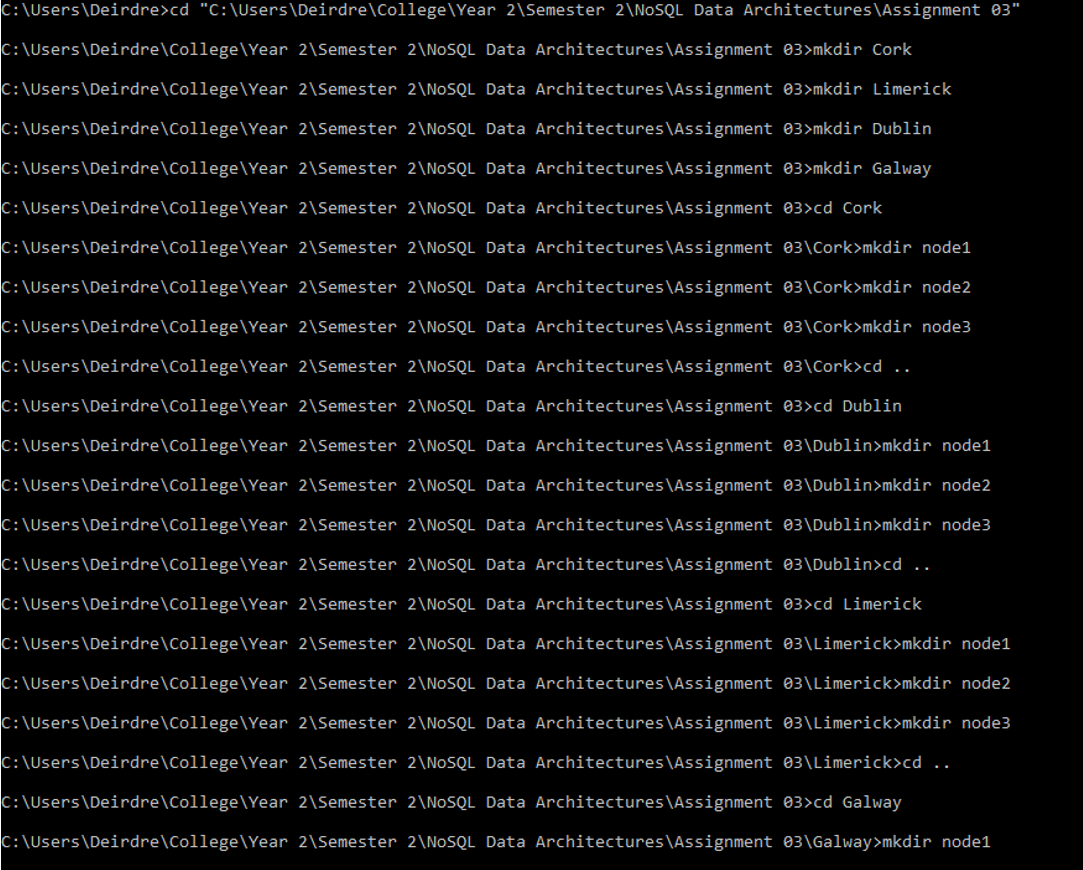 C:\Users\Deirdre>cd "C:\Users\Deirdre\College\Year 2\Semester 2\NoSQL Data Architectures\Assignment 03"
C:\Users\Deirdre\College\Year 2\Semester 2\NoSQL Data Architectures\Assignment 03>mkdir Cork
C:\Users\Deirdre\College\Year 2\Semester 2\NoSQL Data Architectures\Assignment 03>mkdir Limerick
C:\Users\Deirdre\College\Year 2\Semester 2\NoSQL Data Architectures\Assignment 03>mkdir Dublin
C:\Users\Deirdre\College\Year 2\Semester 2\NoSQL Data Architectures\Assignment 03>mkdir Galway
C:\Users\Deirdre\College\Year 2\Semester 2\NoSQL Data Architectures\Assignment 03>cd Cork
C:\Users\Deirdre\College\Year 2\Semester 2\NoSQL Data Architectures\Assignment 03\Cork>mkdir node1
C:\Users\Deirdre\College\Year 2\Semester 2\NoSQL Data Architectures\Assignment 03\Cork>mkdir node2
C:\Users\Deirdre\College\Year 2\Semester 2\NoSQL Data Architectures\Assignment 03\Cork>mkdir node3
C:\Users\Deirdre\College\Year 2\Semester 2\NoSQL Data Architectures\Assignment 03\Cork>cd ..
C:\Users\Deirdre\College\Year 2\Semester 2\NoSQL Data Architectures\Assignment 03>cd Dublin
C:\Users\Deirdre\College\Year 2\Semester 2\NoSQL Data Architectures\Assignment 03\Dublin>mkdir node1
C:\Users\Deirdre\College\Year 2\Semester 2\NoSQL Data Architectures\Assignment 03\Dublin>mkdir node2
C:\Users\Deirdre\College\Year 2\Semester 2\NoSQL Data Architectures\Assignment 03\Dublin>mkdir node3
C:\Users\Deirdre\College\Year 2\Semester 2\NoSQL Data Architectures\Assignment 03\Dublin>cd ..
C:\Users\Deirdre\College\Year 2\Semester 2\NoSQL Data Architectures\Assignment 03>cd Limerick
C:\Users\Deirdre\College\Year 2\Semester 2\NoSQL Data Architectures\Assignment 03\Limerick>mkdir node1
C:\Users\Deirdre\College\Year 2\Semester 2\NoSQL Data Architectures\Assignment 03\Limerick>mkdir node2
C:\Users\Deirdre\College\Year 2\Semester 2\NoSQL Data Architectures\Assignment 03\Limerick>mkdir node3
C:\Users\Deirdre\College\Year 2\Semester 2\NoSQL Data Architectures\Assignment 03\Limerick>cd ..
C:\Users\Deirdre\College\Year 2\Semester 2\NoSQL Data Architectures\Assignment 03>cd Galway
C:\Users\Deirdre\College\Year 2\Semester 2\NoSQL Data Architectures\Assignment 03\Galway>mkdir node1